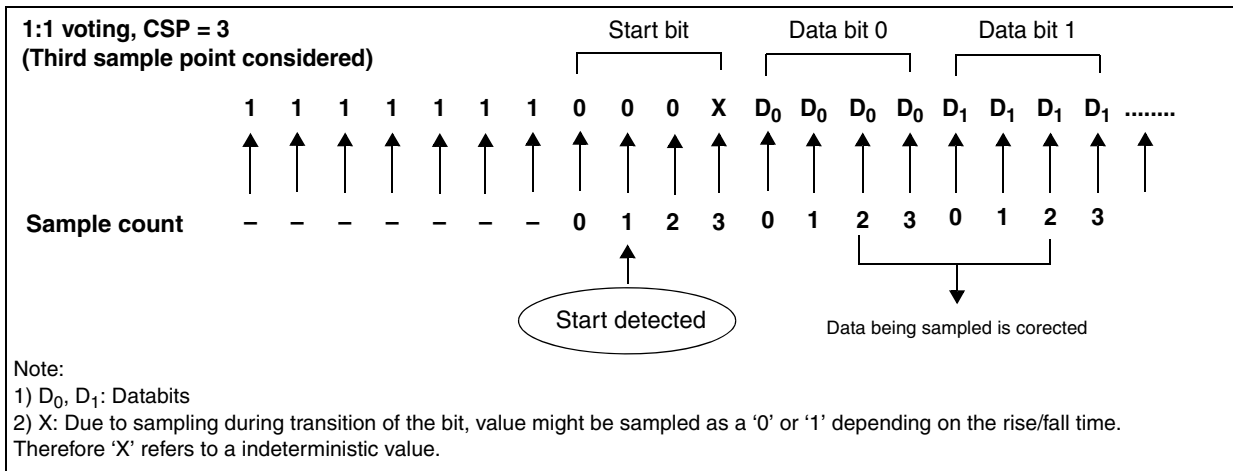 1:1 voting, CSP = 3
(Third sample point considered)
Start bit Data bit 0 Data bit 1
1 1 1 1 1 1 1 0 0 0 X D₀ D₀ D₀ D₀ D₁ D₁ D₁ D₁ ........
Sample count – – – – – – – 0 1 2 3 0 1 2 3 0 1 2 3
Start detected
Data being sampled is corected
Note:
1) D₀, D₁: Databits
2) X: Due to sampling during transition of the bit, value might be sampled as a ‘0’ or ‘1’ depending on the rise/fall time.
Therefore ‘X’ refers to a indeterministic value.